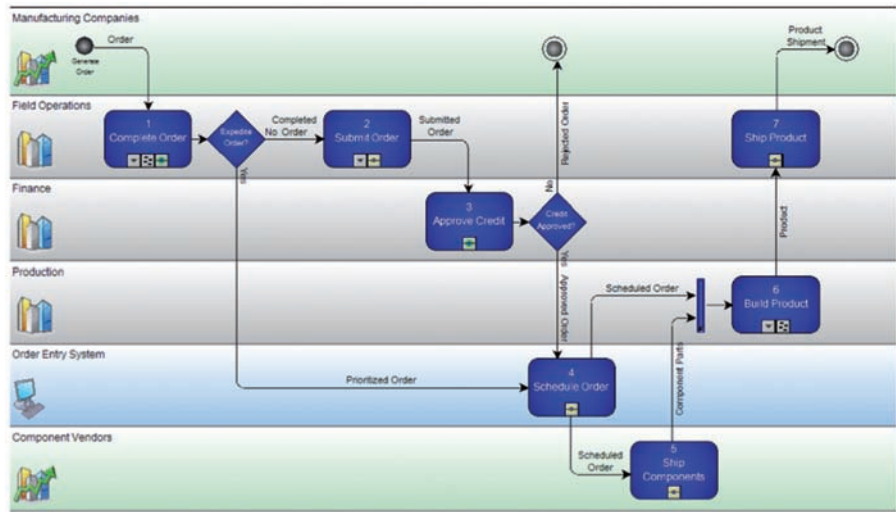 Manufacturing Companies
Order
Generate
Order
Product
Shipment
Field Operations
1
Complete Order
Expedite
Order?
Completed
No Order
2
Submit Order
Submitted
Order
Rejected Order
7
Ship Product
Yes
Finance
3
Approve Credit
No
Credit
Approved?
Yes
Product
Production
Approved Order
Scheduled Order
6
Build Product
Order Entry System
Prioritized Order
4
Schedule Order
Component Parts
Component Vendors
Scheduled
Order
5
Ship
Components